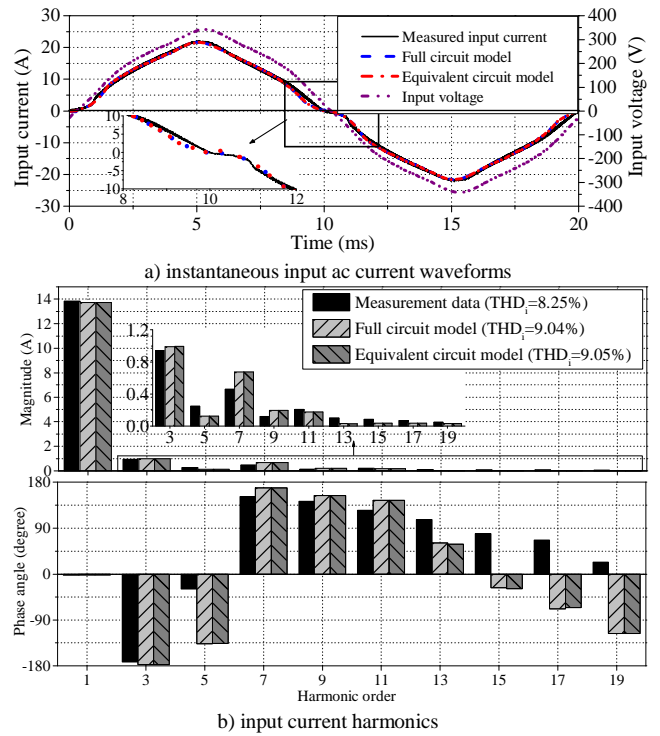 30
20
10
0
-10
-20
-30
Input current (A)
Measured input current
Full circuit model
Equivalent circuit model
Input voltage
400
300
200
100
0
-100
-200
-300
-400
Input voltage (V)
10
5
0
-5
-10
8
10
12
0
5
10
15
20
Time (ms)
a) instantaneous input ac current waveforms
14
12
10
8
6
4
2
0
Magnitude (A)
Measurement data (THDi=8.25%)
Full circuit model (THDi=9.04%)
Equivalent circuit model (THDi=9.05%)
1.2
0.8
0.4
0.0
3 5 7 9 11 13 15 17 19
180
90
0
-90
-180
Phase angle (degree)
1 3 5 7 9 11 13 15 17 19
Harmonic order
b) input current harmonics